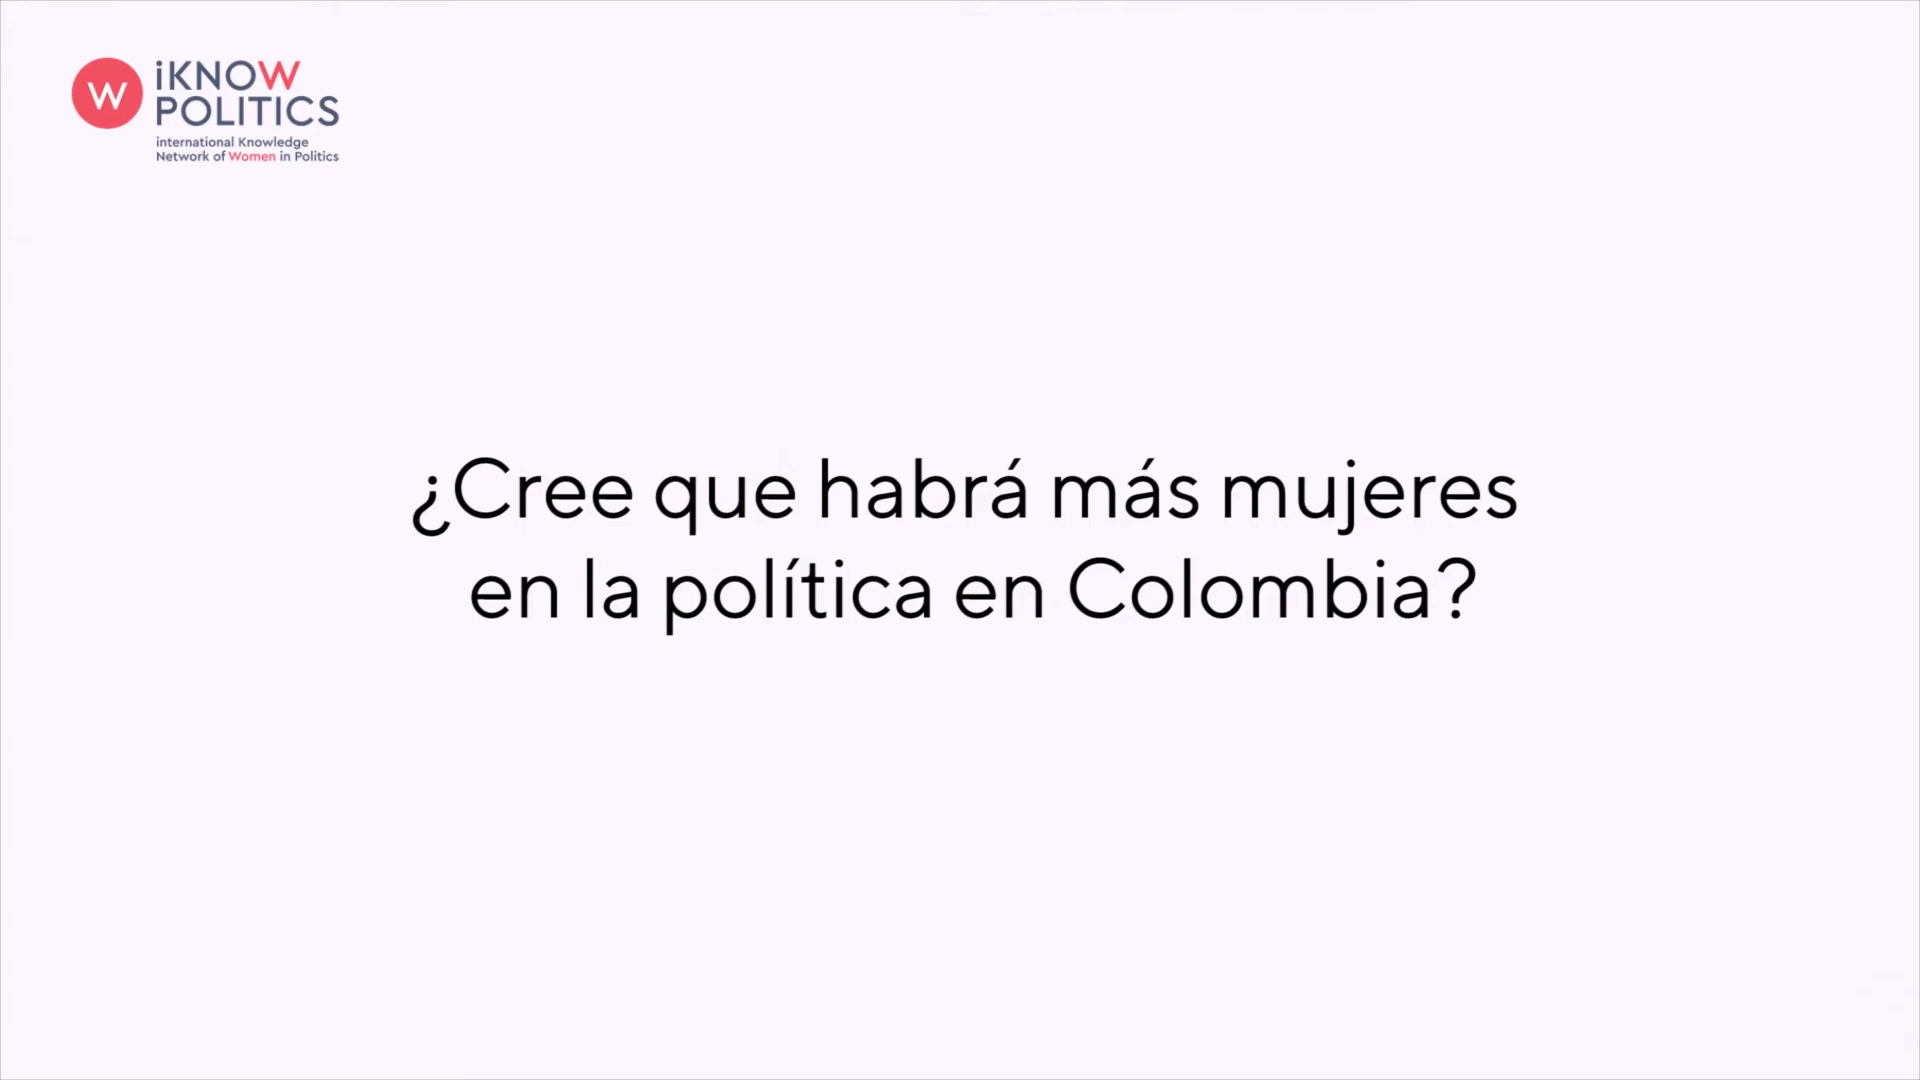 W
iKNOW
POLITICS
international Knowledge
Network of Women in Politics
¿Cree que habrá más mujeres
en la política en Colombia?